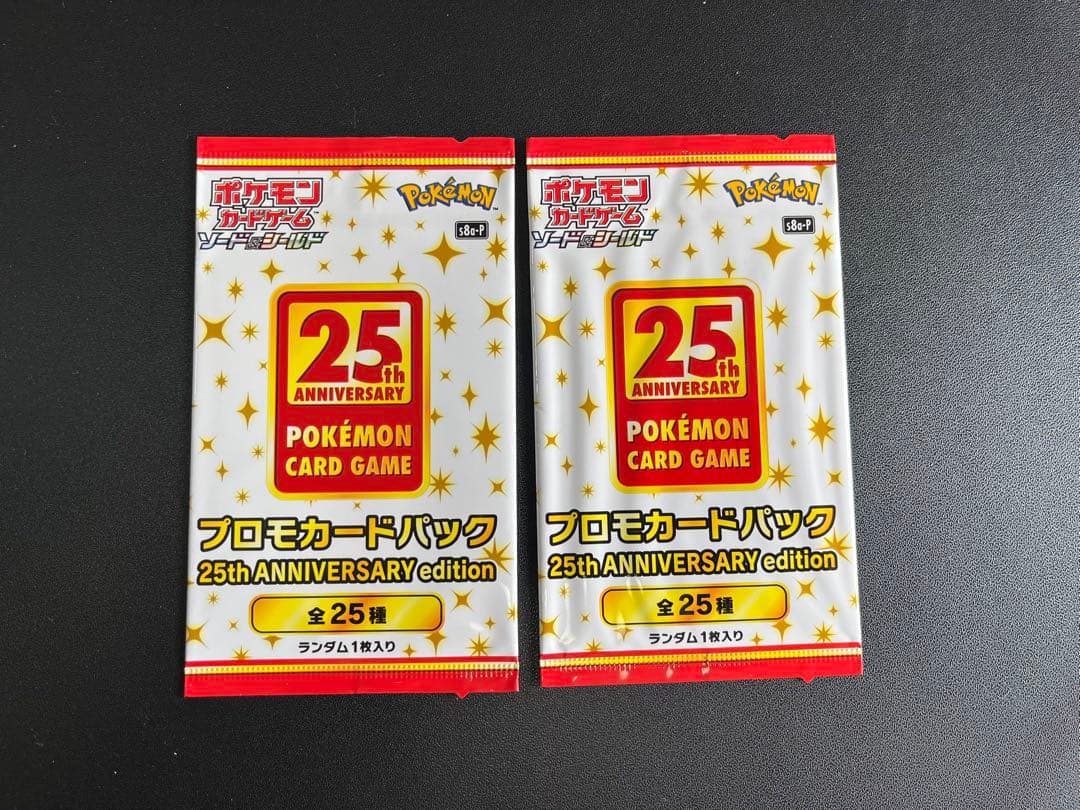 ポケモン
カードゲーム™
ソード&シールド
POKéMON
s8a-P
25th
ANNIVERSARY
POKÉMON
CARD GAME
プロモカードパック
25th ANNIVERSARY edition
全25種
ランダム1枚入り
ポケモン
カードゲーム™
ソード&シールド
POKéMON
s8a-P
25th
ANNIVERSARY
POKÉMON
CARD GAME
プロモカードパック
25th ANNIVERSARY edition
全25種
ランダム1枚入り